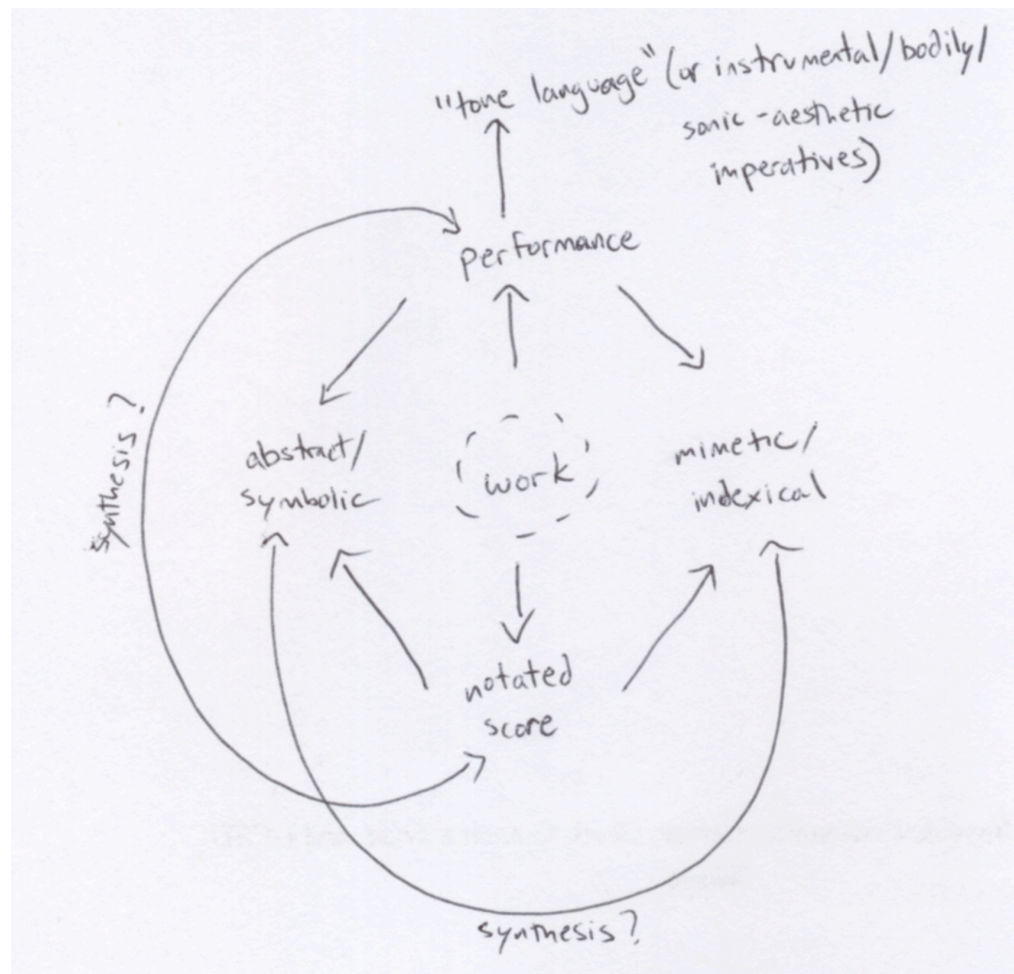 "tone language" (or instrumental/bodily/
sonic-aesthetic
imperatives)
performance
synthesis?
abstract/
symbolic
work
mimetic/
indexical
notated
score
synthesis?